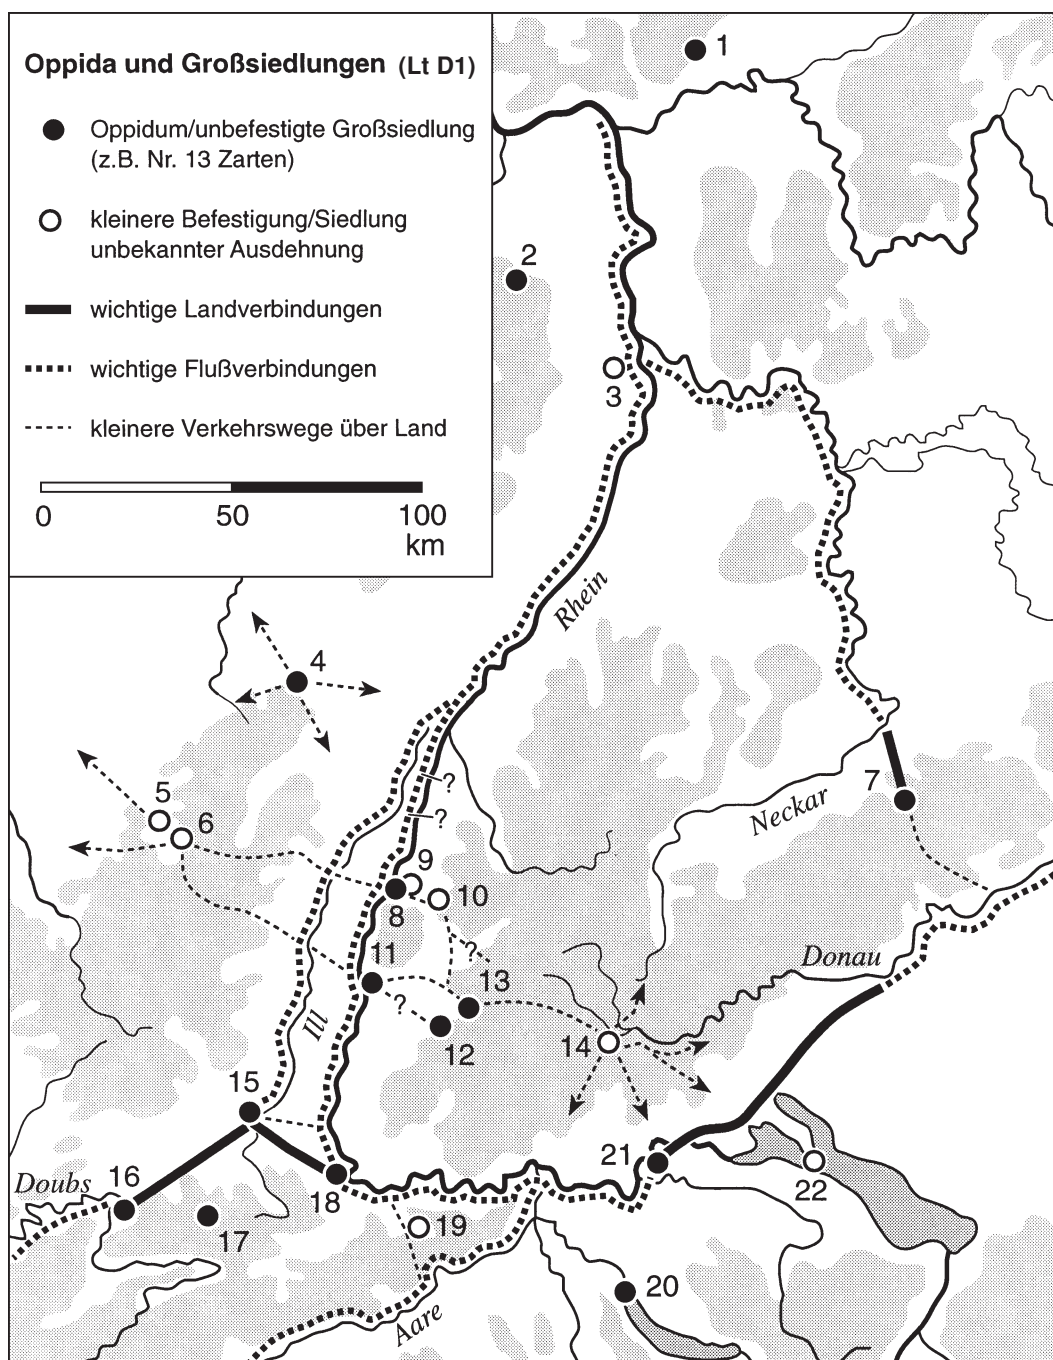 Oppida und Großsiedlungen (Lt D1)
Oppidum/unbefestigte Großsiedlung
(z.B. Nr. 13 Zarten)
kleinere Befestigung/Siedlung
unbekannter Ausdehnung
wichtige Landverbindungen
wichtige Flußverbindungen
kleinere Verkehrswege über Land
0 50 100
km
1
2
3
Rhein
4
?
?
5
6
7
Neckar
8
9
10
11
?
13
Donau
?
12
14
Ill
15
16
Doubs
17
18
19
20
21
22
Aare